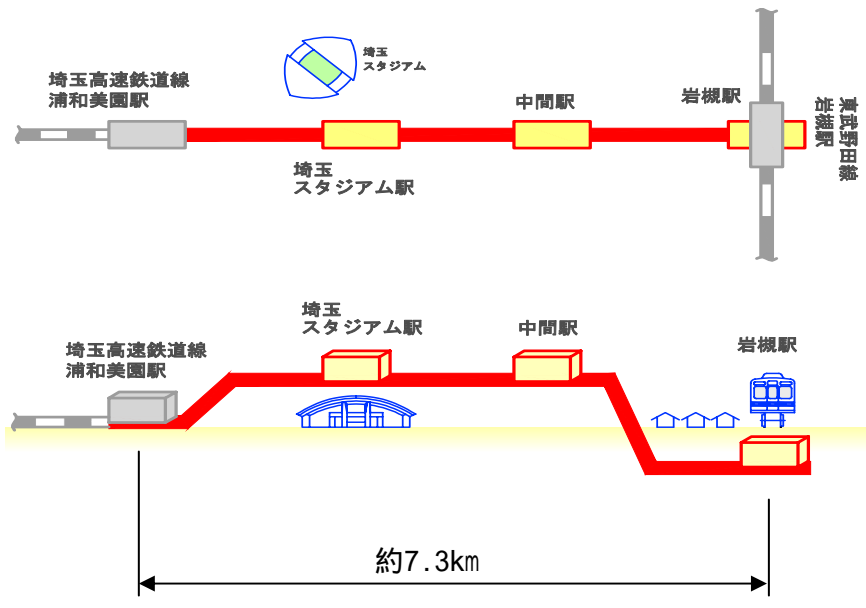 埼玉
スタジアム
埼玉高速鉄道線
浦和美園駅
中間駅
岩槻駅
東武野田線
岩槻駅
埼玉
スタジアム駅
埼玉
スタジアム駅
中間駅
岩槻駅
埼玉高速鉄道線
浦和美園駅
約7.3km